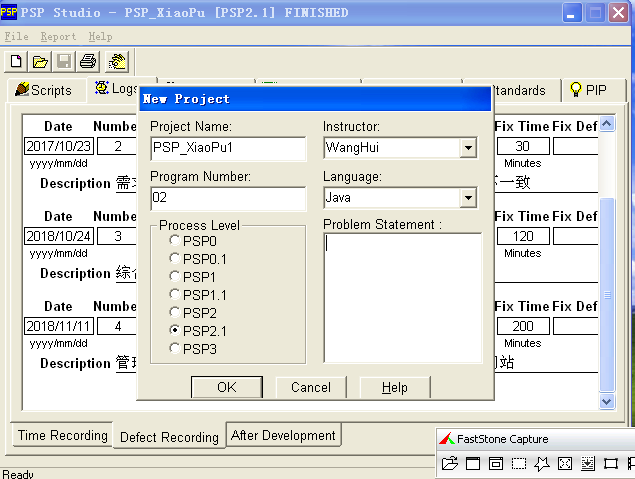 PSP PSP Studio - PSP_XiaoPu [PSP2.1] FINISHED
File Report Help
Scripts Logs Standards PIP
New Project
Project Name: Instructor:
PSP_XiaoPu1 WangHui
Program Number: Language:
02 Java
Process Level Problem Statement :
PSP0
PSP0.1
PSP1
PSP1.1
PSP2
PSP2.1
PSP3
OK Cancel Help
Date Numbe Fix Time Fix Def
2017/10/23 2 30
yyyy/mm/dd Minutes
Description 需 一致
Date Numbe Fix Time Fix Def
2018/10/24 3 120
yyyy/mm/dd Minutes
Description 综
Date Numbe Fix Time Fix Def
2018/11/11 4 200
yyyy/mm/dd Minutes
Description 管 站
Time Recording Defect Recording After Development
FastStone Capture
Ready